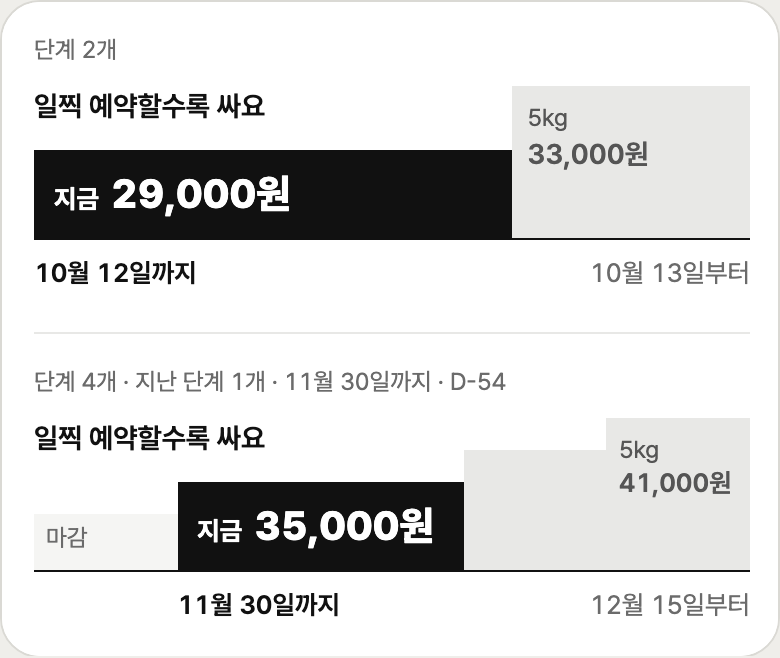 단계 2개
일찍 예약할수록 싸요
5kg
33,000원
지금 29,000원
10월 12일까지
10월 13일부터
단계 4개 · 지난 단계 1개 · 11월 30일까지 · D-54
일찍 예약할수록 싸요
5kg
41,000원
마감
지금 35,000원
11월 30일까지
12월 15일부터